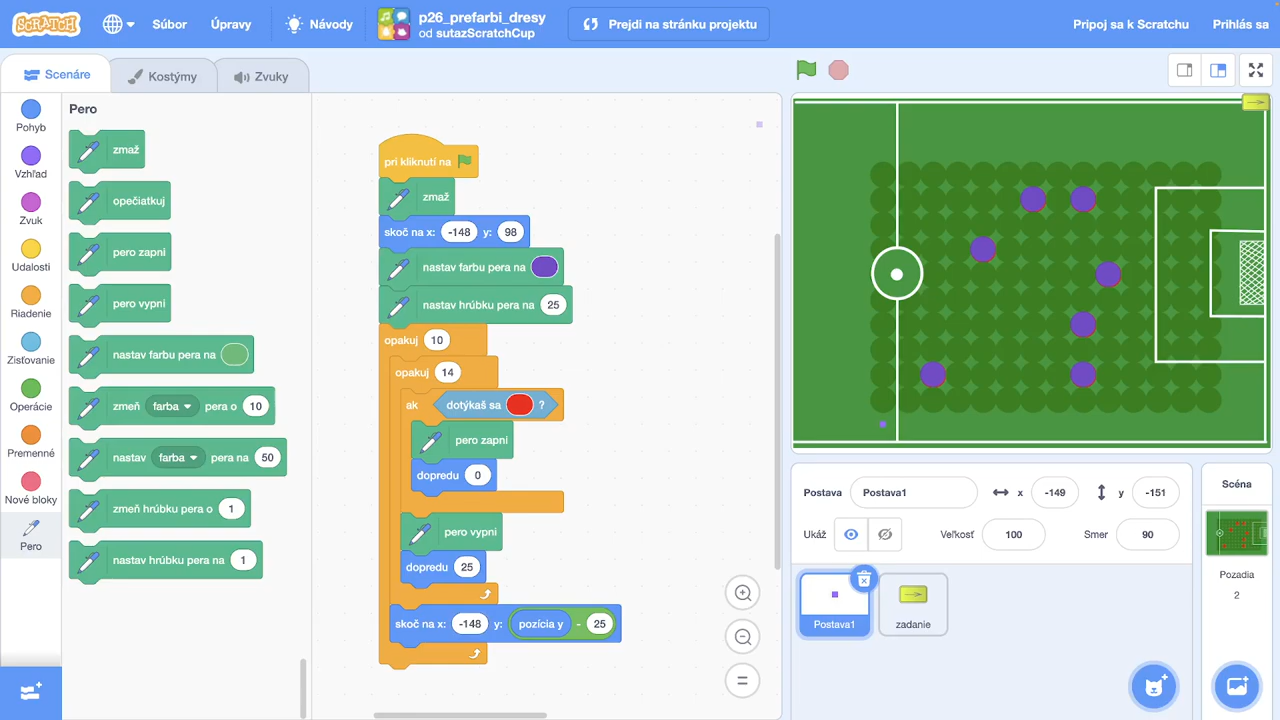 SCRATCH
Súbor
Úpravy
Návody
p26_prefarbi_dresy
od sutazScratchCup
Prejdi na stránku projektu
Pripoj sa k Scratchu
Prihlás sa
Scenáre
Kostýmy
Zvuky
Pohyb
Vzhľad
Zvuk
Udalosti
Riadenie
Zisťovanie
Operácie
Premenné
Nové bloky
Pero
Pero
zmaž
opečiatkuj
pero zapni
pero vypni
nastav farbu pera na
zmeň farba pera o 10
nastav farba pera na 50
zmeň hrúbku pera o 1
nastav hrúbku pera na 1
pri kliknutí na
zmaž
skoč na x: -148 y: 98
nastav farbu pera na
nastav hrúbku pera na 25
opakuj 10
opakuj 14
ak dotýkaš sa ?
pero zapni
dopredu 0
pero vypni
dopredu 25
skoč na x: -148 y: pozícia y - 25
Postava Postava1 x -149 y -151
Ukáž Veľkosť 100 Smer 90
Postava1
zadanie
Scéna
Pozadia
2